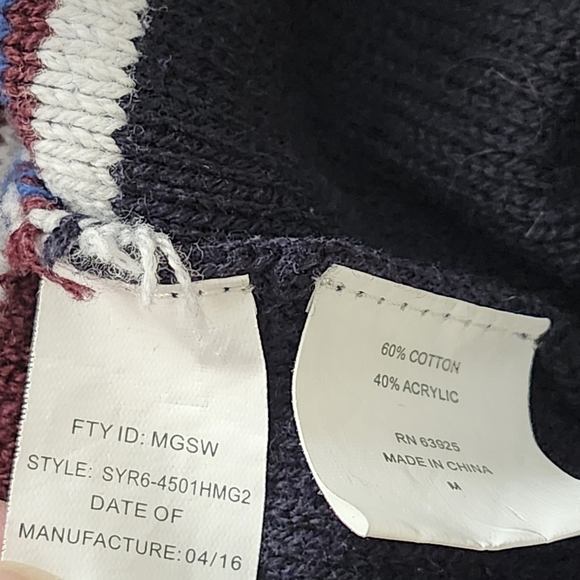 FTY ID: MGSW
STYLE: SYR6-4501HMG2
DATE OF
MANUFACTURE: 04/16
60% COTTON
40% ACRYLIC
RN 63925
MADE IN CHINA
M